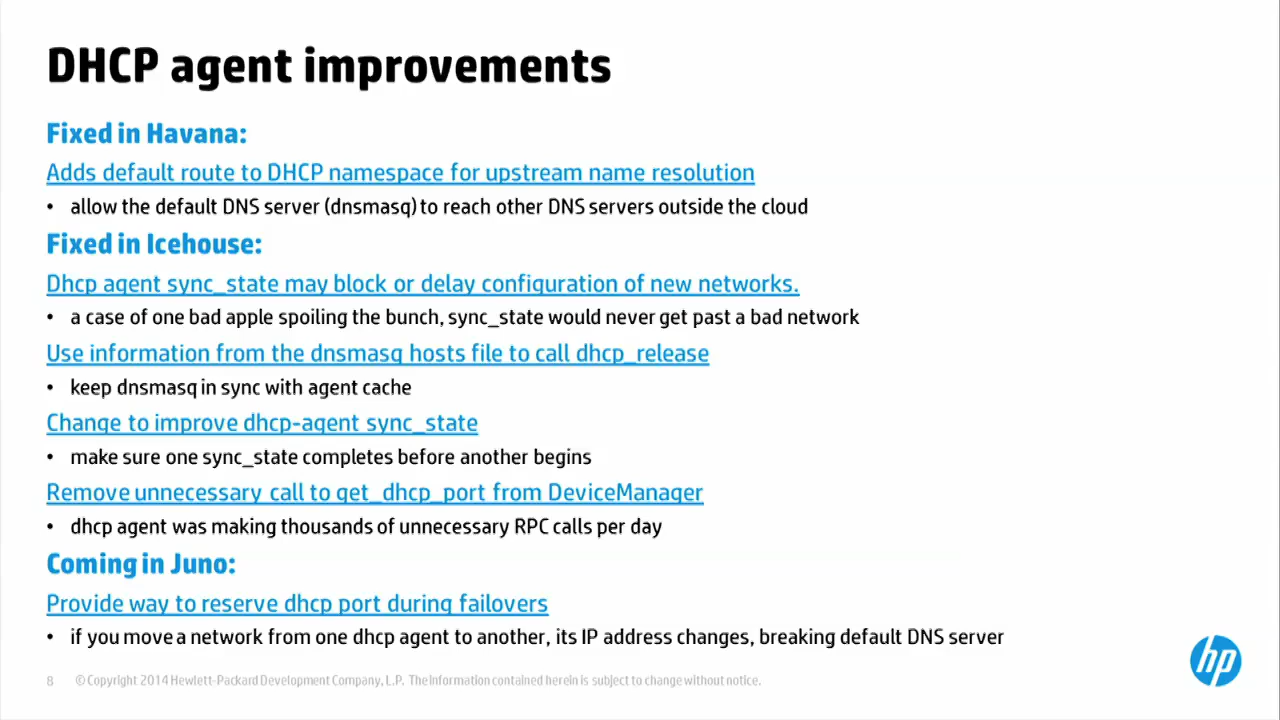 DHCP agent improvements
Fixed in Havana:
Adds default route to DHCP namespace for upstream name resolution
• allow the default DNS server (dnsmasq) to reach other DNS servers outside the cloud
Fixed in Icehouse:
Dhcp agent sync_state may block or delay configuration of new networks.
• a case of one bad apple spoiling the bunch, sync_state would never get past a bad network
Use information from the dnsmasq hosts file to call dhcp_release
• keep dnsmasq in sync with agent cache
Change to improve dhcp-agent sync_state
• make sure one sync_state completes before another begins
Remove unnecessary call to get_dhcp_port from DeviceManager
• dhcp agent was making thousands of unnecessary RPC calls per day
Coming in Juno:
Provide way to reserve dhcp port during failovers
• if you move a network from one dhcp agent to another, its IP address changes, breaking default DNS server
8 © Copyright 2014 Hewlett-Packard Development Company, L.P. The information contained herein is subject to change without notice.
hp